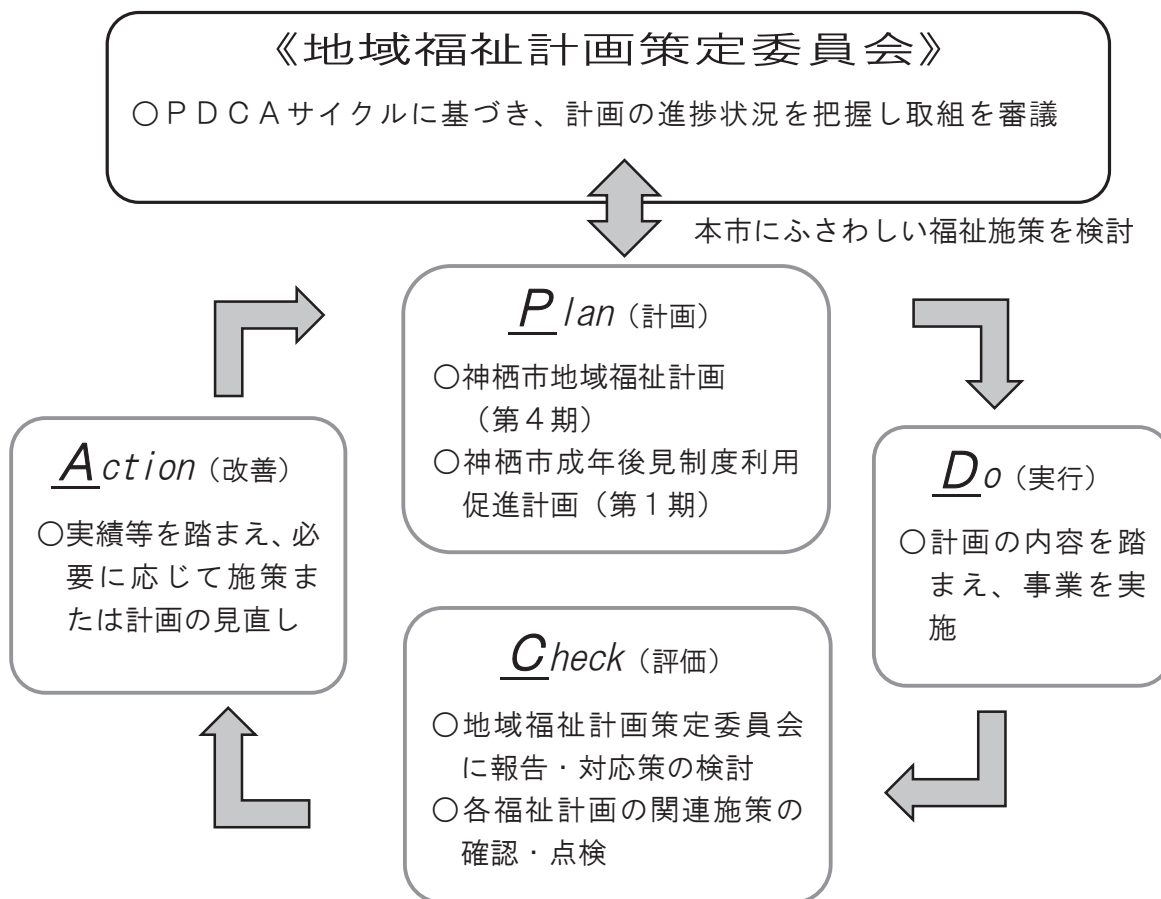 《地域福祉計画策定委員会》
○ＰＤＣＡサイクルに基づき、計画の進捗状況を把握し取組を審議
本市にふさわしい福祉施策を検討
Plan（計画）
○神栖市地域福祉計画
（第４期）
○神栖市成年後見制度利用
促進計画（第１期）
Do（実行）
○計画の内容を踏
まえ、事業を実
施
Check（評価）
○地域福祉計画策定委員会
に報告・対応策の検討
○各福祉計画の関連施策の
確認・点検
Action（改善）
○実績等を踏まえ、必
要に応じて施策ま
たは計画の見直し